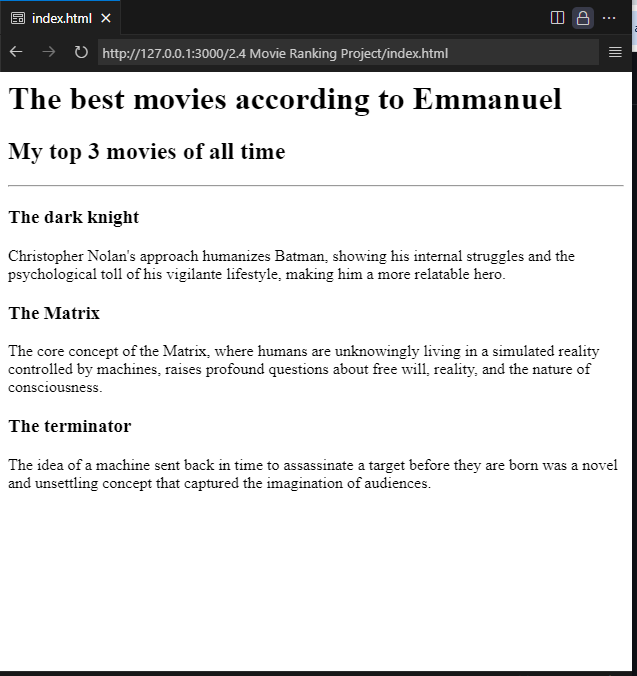 index.html
http://127.0.0.1:3000/2.4 Movie Ranking Project/index.html
The best movies according to Emmanuel
My top 3 movies of all time
The dark knight
Christopher Nolan's approach humanizes Batman, showing his internal struggles and the
psychological toll of his vigilante lifestyle, making him a more relatable hero.
The Matrix
The core concept of the Matrix, where humans are unknowingly living in a simulated reality
controlled by machines, raises profound questions about free will, reality, and the nature of
consciousness.
The terminator
The idea of a machine sent back in time to assassinate a target before they are born was a novel
and unsettling concept that captured the imagination of audiences.